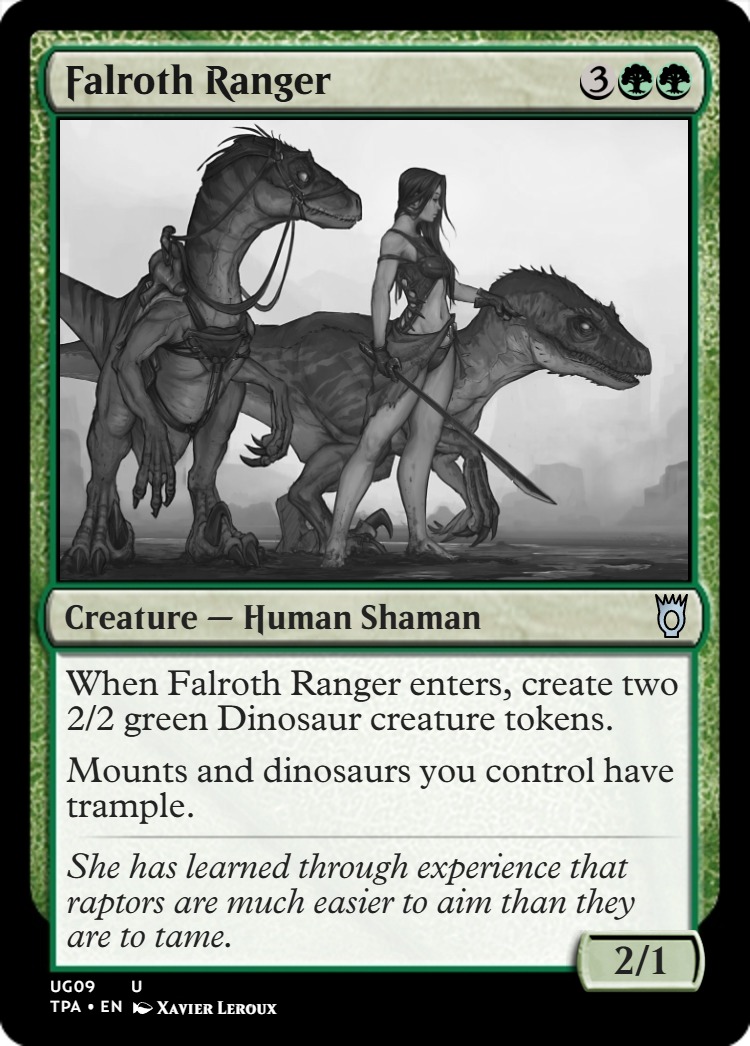 Falroth Ranger 3
Creature — Human Shaman
When Falroth Ranger enters, create two
2/2 green Dinosaur creature tokens.
Mounts and dinosaurs you control have
trample.
She has learned through experience that
raptors are much easier to aim than they
are to tame.
2/1
UG09 U
TPA • EN Xavier Leroux